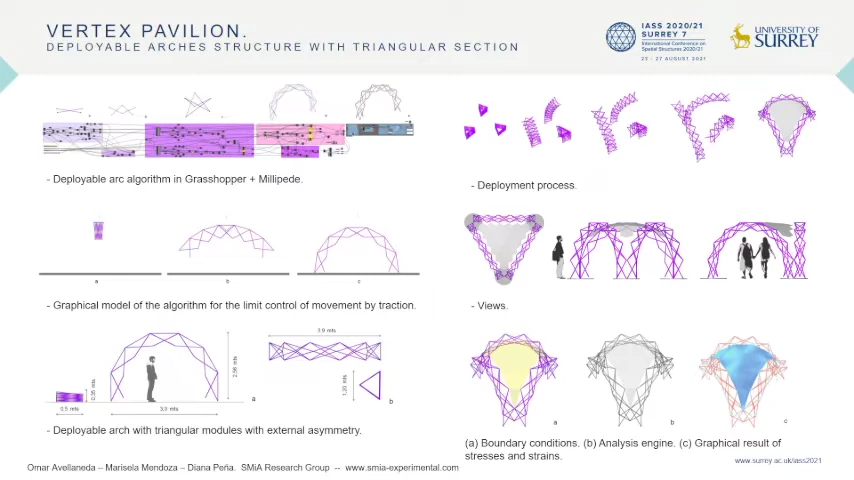 VERTEX PAVILION.
DEPLOYABLE ARCHES STRUCTURE WITH TRIANGULAR SECTION
IASS 2020/21
SURREY 7
International Conference on
Spatial Structures 2020/21
23 - 27 AUGUST 2021
UNIVERSITY OF
SURREY
- Deployable arc algorithm in Grasshopper + Millipede.
- Deployment process.
a
b
c
- Graphical model of the algorithm for the limit control of movement by traction.
- Views.
0,5 mts
0,35 mts
2,56 mts
a
3,9 mts
1,20 mts
b
- Deployable arch with triangular modules with external asymmetry.
a
b
c
(a) Boundary conditions. (b) Analysis engine. (c) Graphical result of
stresses and strains.
www.surrey.ac.uk/iass2021
Omar Avellaneda – Marisela Mendoza – Diana Peña. SMiA Research Group -- www.smia-experimental.com